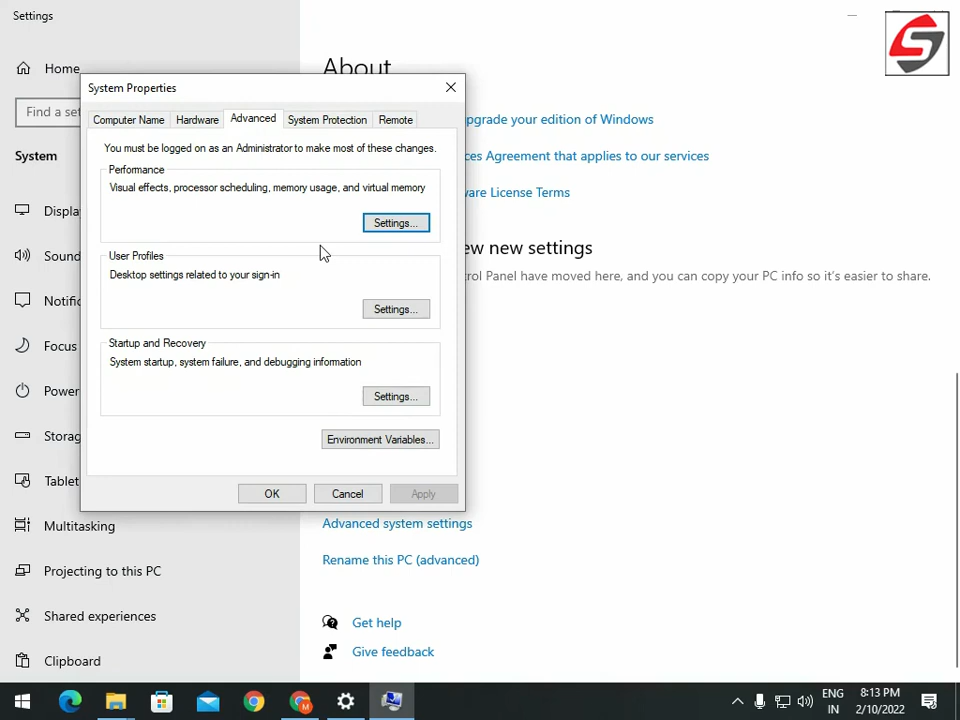 Settings
Home
Find a set
System
Display
Sound
Notific
Focus
Power
Storag
Tablet
Multitasking
Projecting to this PC
Shared experiences
Clipboard
About
pgrade your edition of Windows
ces Agreement that applies to our services
ware License Terms
ew new settings
rol Panel have moved here, and you can copy your PC info so it's easier to share.
System Properties
Computer Name
Hardware
Advanced
System Protection
Remote
You must be logged on as an Administrator to make most of these changes.
Performance
Visual effects, processor scheduling, memory usage, and virtual memory
Settings...
User Profiles
Desktop settings related to your sign-in
Settings...
Startup and Recovery
System startup, system failure, and debugging information
Settings...
Environment Variables...
OK
Cancel
Apply
Advanced system settings
Rename this PC (advanced)
Get help
Give feedback
ENG
IN
8:13 PM
2/10/2022